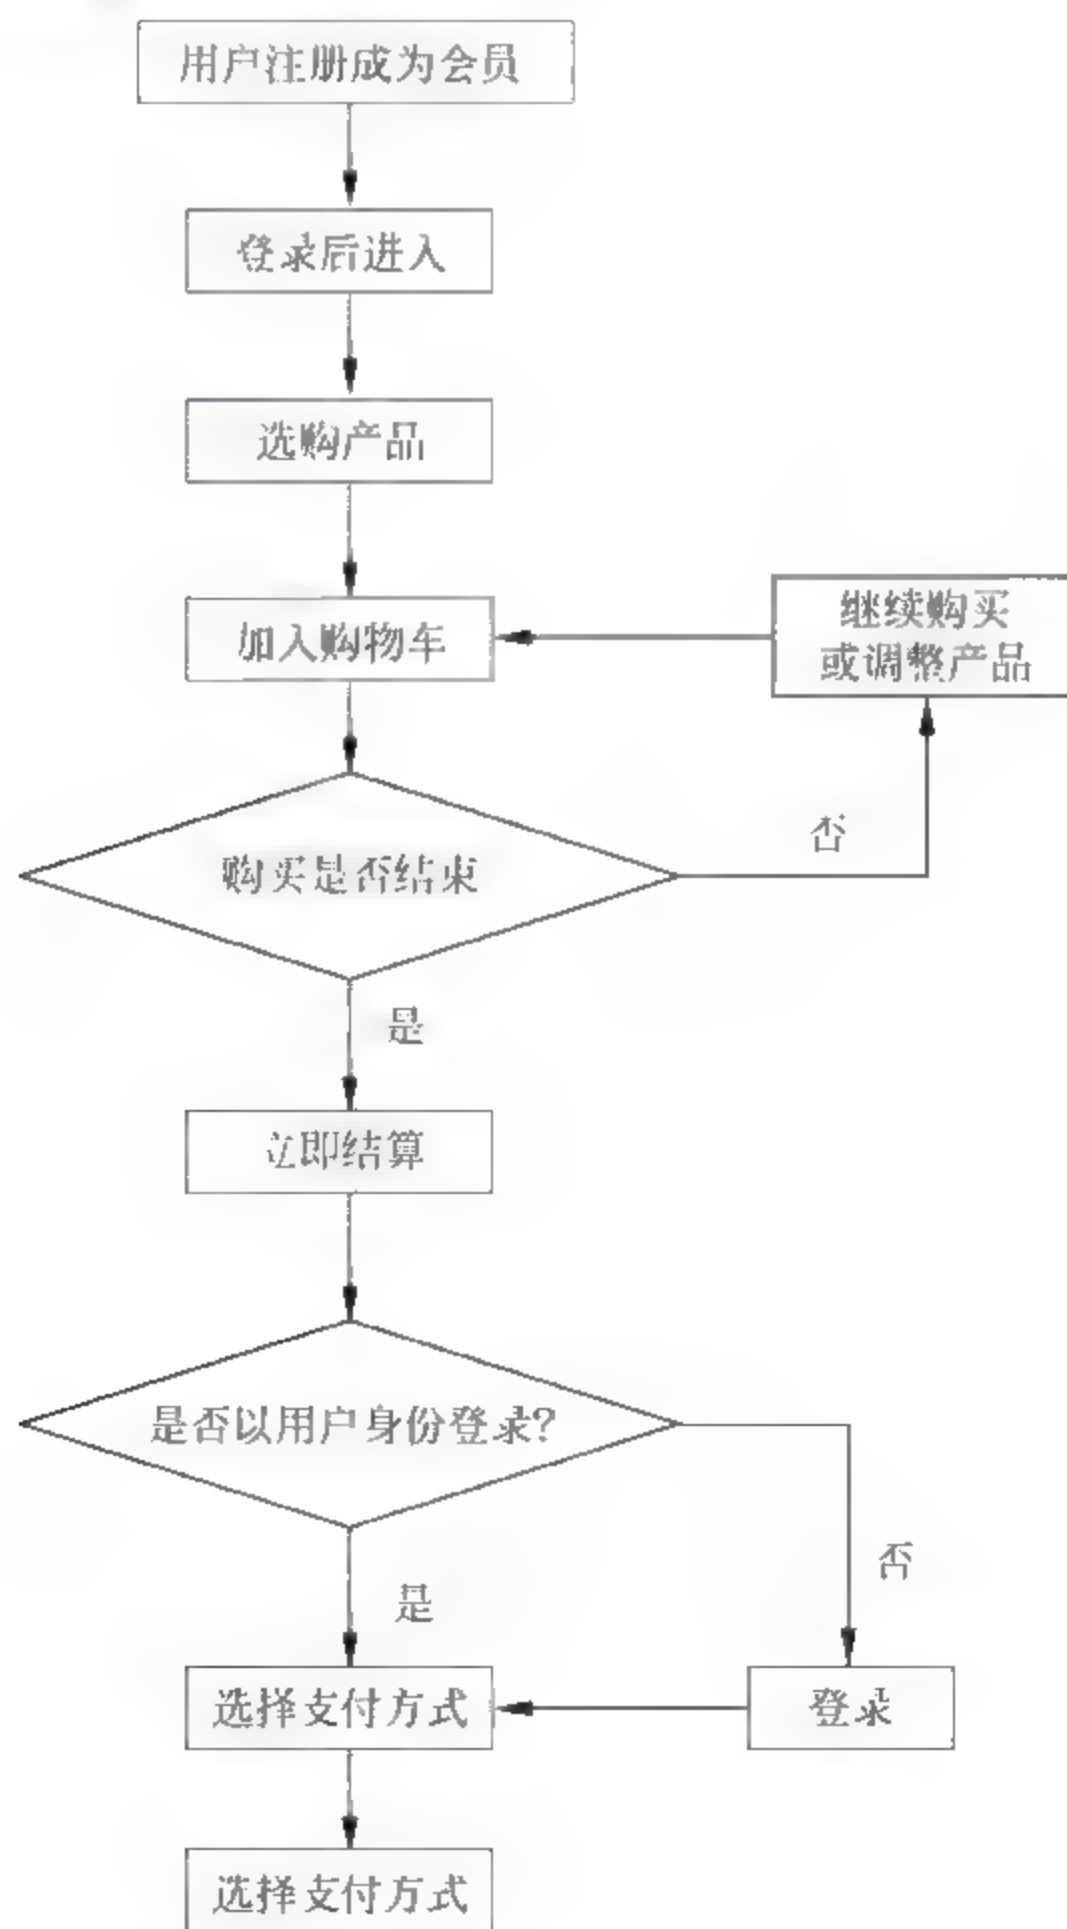 用户注册成为会员
登录后进入
选购产品
加入购物车
继续购买
或调整产品
购买是否结束
否
是
立即结算
是否以用户身份登录?
否
是
选择支付方式
登录
选择支付方式